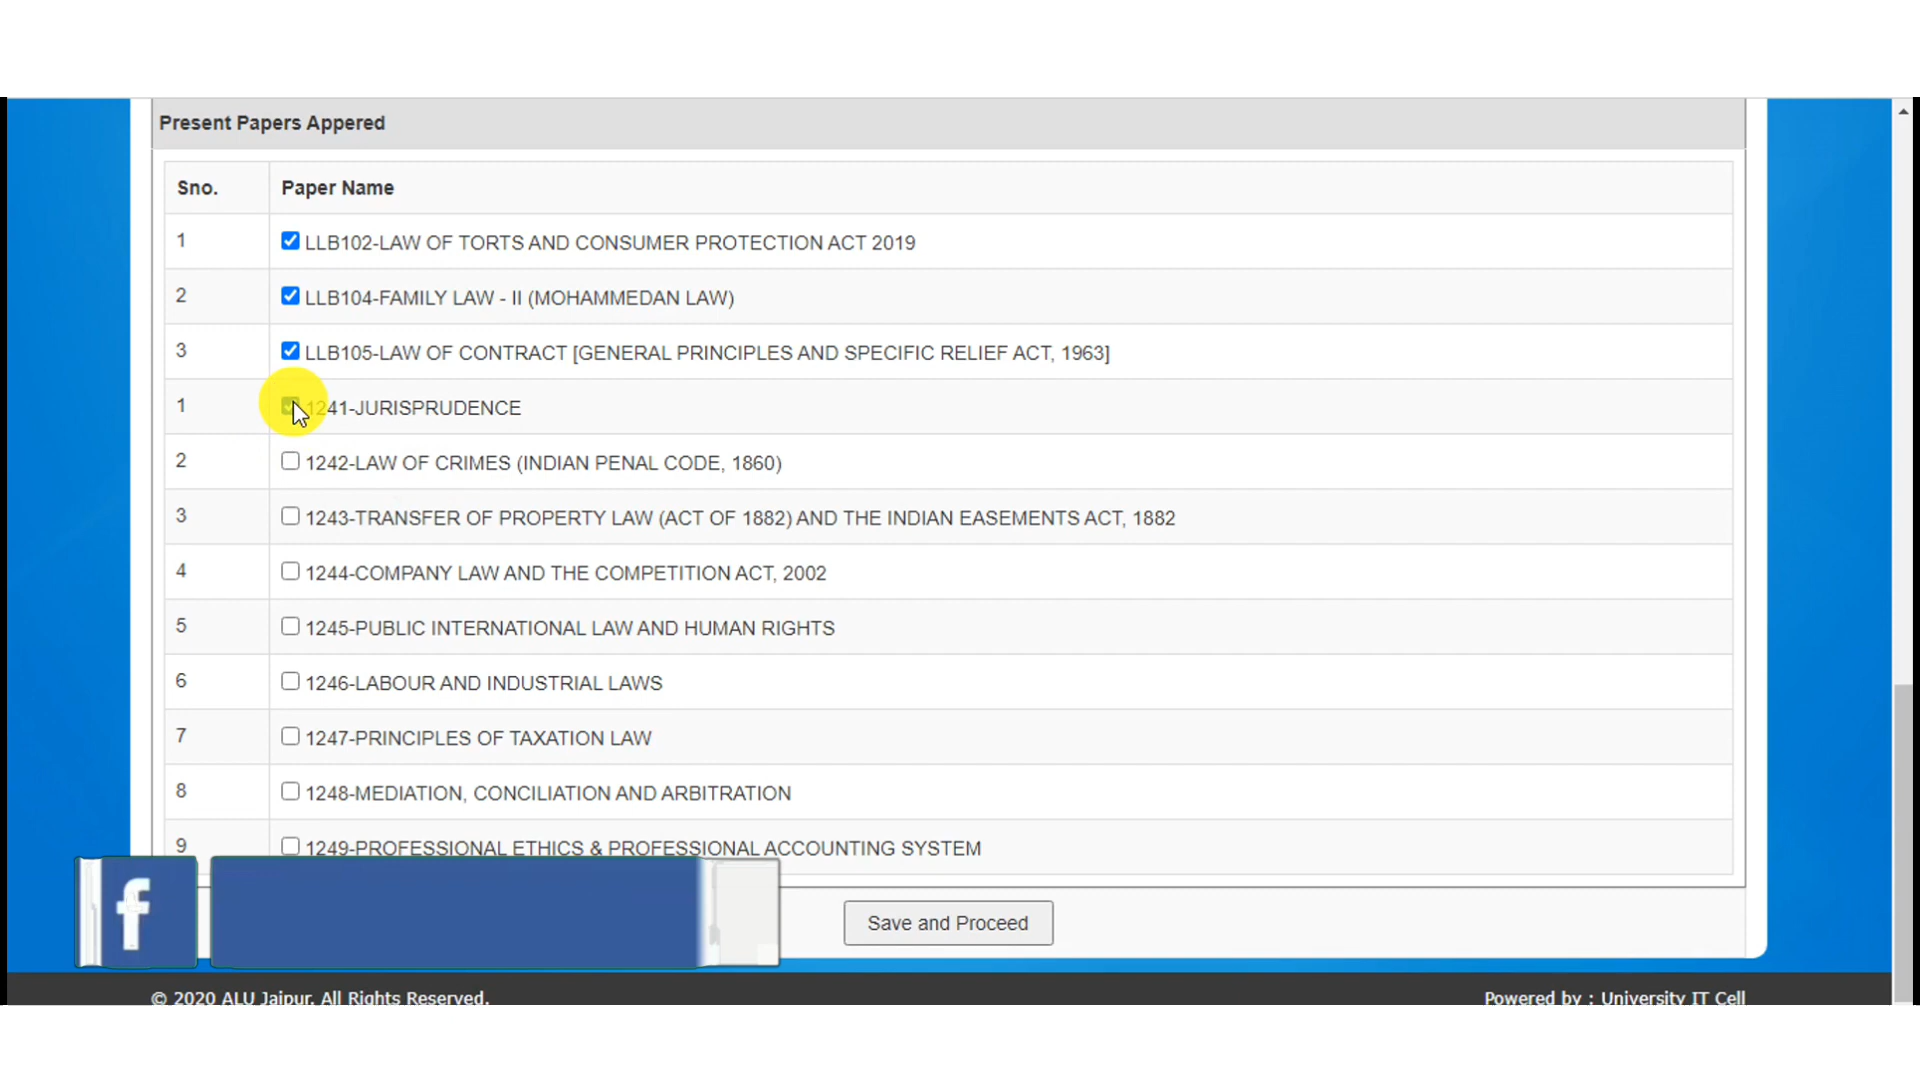 Present Papers Appered
Sno. Paper Name
1 LLB102-LAW OF TORTS AND CONSUMER PROTECTION ACT 2019
2 LLB104-FAMILY LAW - II (MOHAMMEDAN LAW)
3 LLB105-LAW OF CONTRACT [GENERAL PRINCIPLES AND SPECIFIC RELIEF ACT, 1963]
1 1241-JURISPRUDENCE
2 1242-LAW OF CRIMES (INDIAN PENAL CODE, 1860)
3 1243-TRANSFER OF PROPERTY LAW (ACT OF 1882) AND THE INDIAN EASEMENTS ACT, 1882
4 1244-COMPANY LAW AND THE COMPETITION ACT, 2002
5 1245-PUBLIC INTERNATIONAL LAW AND HUMAN RIGHTS
6 1246-LABOUR AND INDUSTRIAL LAWS
7 1247-PRINCIPLES OF TAXATION LAW
8 1248-MEDIATION, CONCILIATION AND ARBITRATION
9 1249-PROFESSIONAL ETHICS & PROFESSIONAL ACCOUNTING SYSTEM
f
Save and Proceed
© 2020 ALU Jaipur. All Rights Reserved. Powered by : University IT Cell